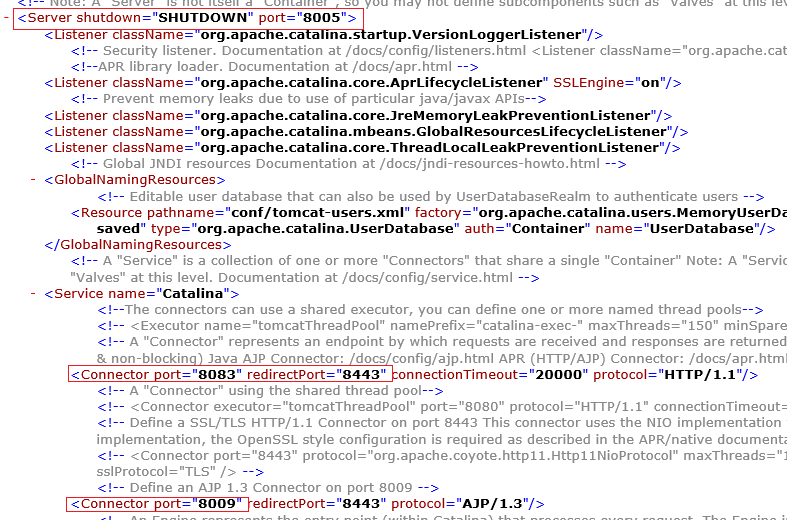 <!-- Note: A "Server" is not itself a "Container", so you may not define subcomponents such as "Valves" at this level
- <Server shutdown="SHUTDOWN" port="8005">
<Listener className="org.apache.catalina.startup.VersionLoggerListener"/>
<!-- Security listener. Documentation at /docs/config/listeners.html <Listener className="org.apache.cat
<!--APR library loader. Documentation at /docs/apr.html -->
<Listener className="org.apache.catalina.core.AprLifecycleListener" SSLEngine="on"/>
<!-- Prevent memory leaks due to use of particular java/javax APIs-->
<Listener className="org.apache.catalina.core.JreMemoryLeakPreventionListener"/>
<Listener className="org.apache.catalina.mbeans.GlobalResourcesLifecycleListener"/>
<Listener className="org.apache.catalina.core.ThreadLocalLeakPreventionListener"/>
<!-- Global JNDI resources Documentation at /docs/jndi-resources-howto.html -->
- <GlobalNamingResources>
<!-- Editable user database that can also be used by UserDatabaseRealm to authenticate users -->
<Resource pathname="conf/tomcat-users.xml" factory="org.apache.catalina.users.MemoryUserDa
saved" type="org.apache.catalina.UserDatabase" auth="Container" name="UserDatabase"/>
</GlobalNamingResources>
<!-- A "Service" is a collection of one or more "Connectors" that share a single "Container" Note: A "Servic
"Valves" at this level. Documentation at /docs/config/service.html -->
- <Service name="Catalina">
<!--The connectors can use a shared executor, you can define one or more named thread pools-->
<!-- <Executor name="tomcatThreadPool" namePrefix="catalina-exec-" maxThreads="150" minSpare
<!-- A "Connector" represents an endpoint by which requests are received and responses are returned
& non-blocking) Java AJP Connector: /docs/config/ajp.html APR (HTTP/AJP) Connector: /docs/apr.html
<Connector port="8083" redirectPort="8443" connectionTimeout="20000" protocol="HTTP/1.1"/>
<!-- A "Connector" using the shared thread pool-->
<!-- <Connector executor="tomcatThreadPool" port="8080" protocol="HTTP/1.1" connectionTimeout=
<!-- Define a SSL/TLS HTTP/1.1 Connector on port 8443 This connector uses the NIO implementation
implementation, the OpenSSL style configuration is required as described in the APR/native documenta
<!-- <Connector port="8443" protocol="org.apache.coyote.http11.Http11NioProtocol" maxThreads="1
sslProtocol="TLS" /> -->
<!-- Define an AJP 1.3 Connector on port 8009 -->
<Connector port="8009" redirectPort="8443" protocol="AJP/1.3"/>
<!-- An Engine represents the entry point (within Catalina) that processes every request. The Engine i